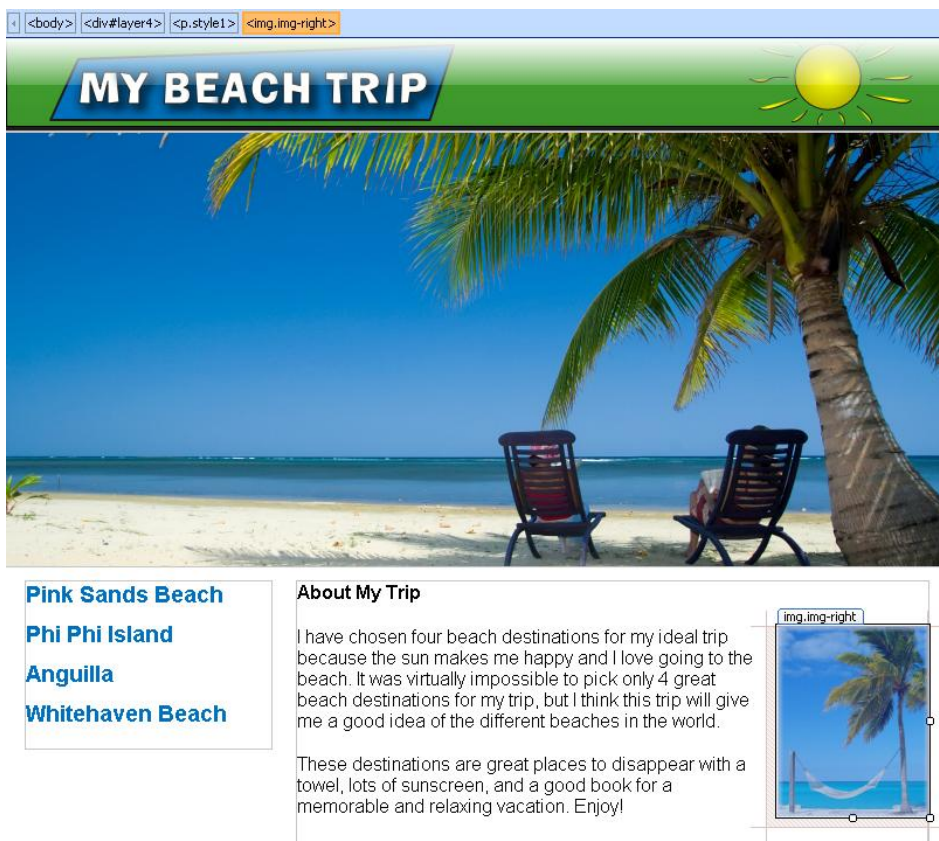 <body> <div#layer4> <p.style1> <img.img-right>
MY BEACH TRIP
Pink Sands Beach
Phi Phi Island
Anguilla
Whitehaven Beach
About My Trip
I have chosen four beach destinations for my ideal trip
because the sun makes me happy and I love going to the
beach. It was virtually impossible to pick only 4 great
beach destinations for my trip, but I think this trip will give
me a good idea of the different beaches in the world.
These destinations are great places to disappear with a
towel, lots of sunscreen, and a good book for a
memorable and relaxing vacation. Enjoy!
img.img-right